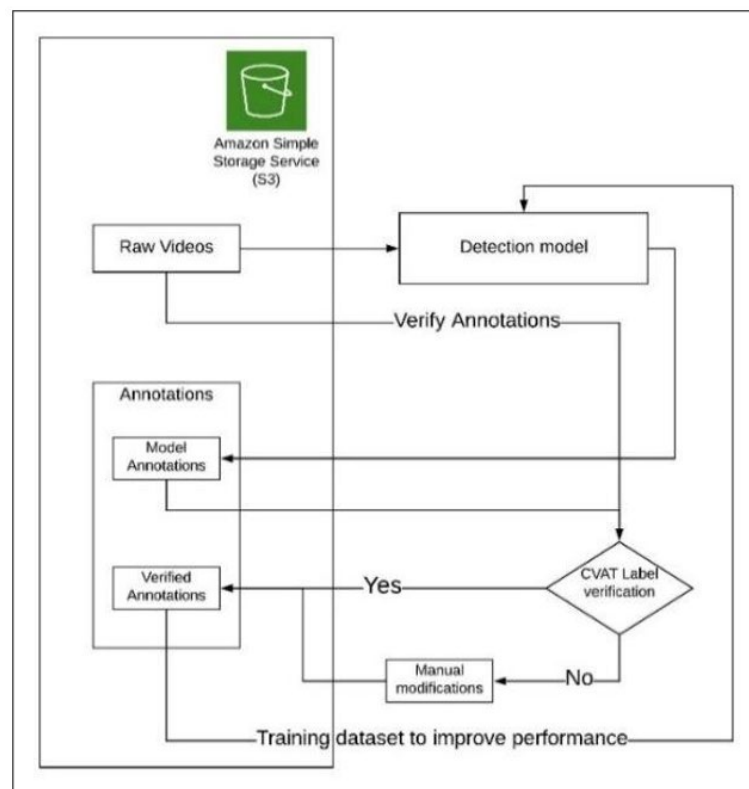 Amazon Simple
Storage Service
(S3)
Raw Videos
Detection model
Verify Annotations
Annotations
Model
Annotations
Verified
Annotations
Yes
CVAT Label
verification
Manual
modifications
No
Training dataset to improve performance